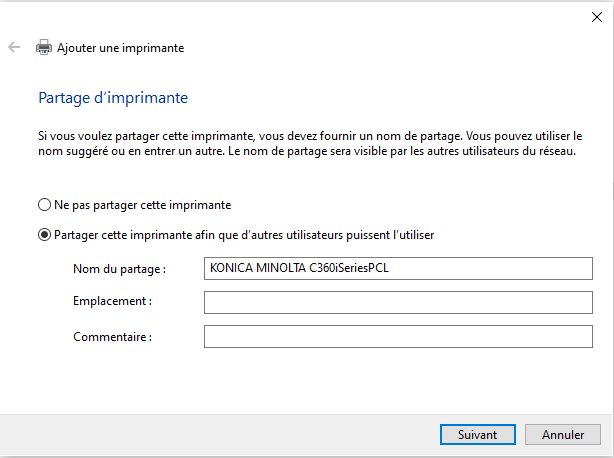 Ajouter une imprimante
Partage d’imprimante
Si vous voulez partager cette imprimante, vous devez fournir un nom de partage. Vous pouvez utiliser le
nom suggéré ou en entrer un autre. Le nom de partage sera visible par les autres utilisateurs du réseau.
Ne pas partager cette imprimante
Partager cette imprimante afin que d’autres utilisateurs puissent l’utiliser
Nom du partage : KONICA MINOLTA C360iSeriesPCL
Emplacement :
Commentaire :
Suivant Annuler